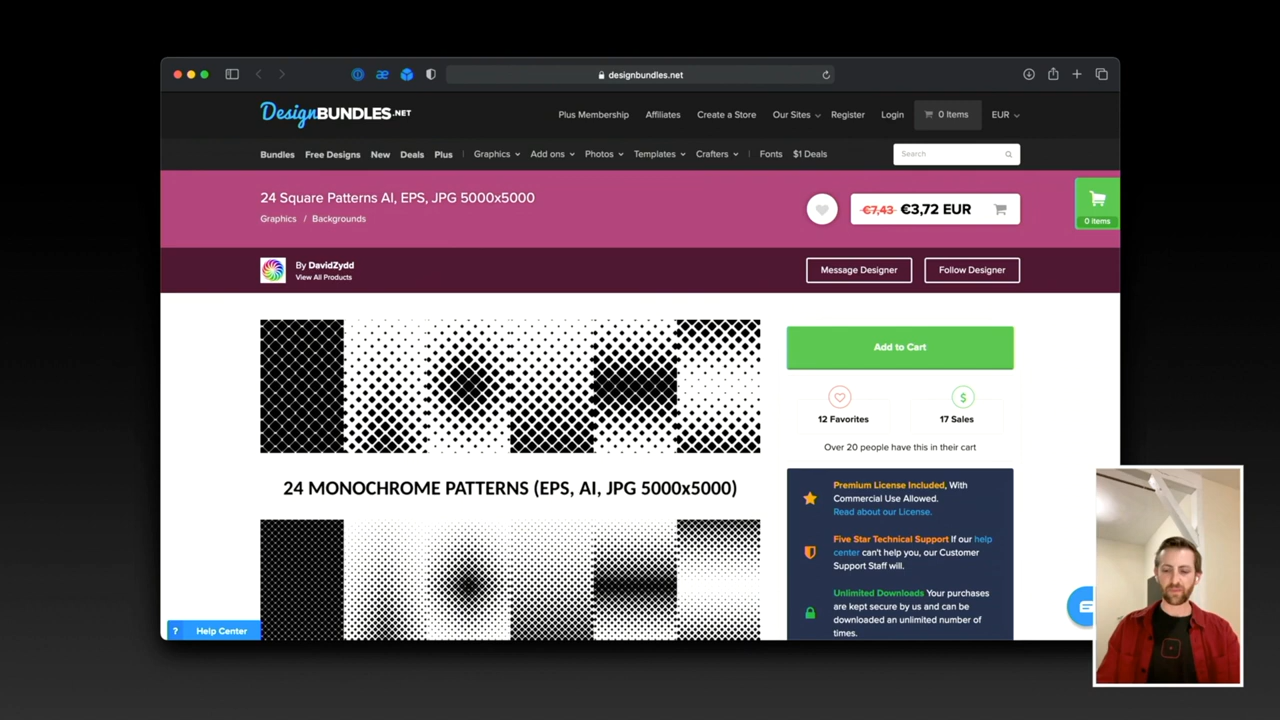 designbundles.net
DesignBUNDLES.NET
Plus Membership
Affiliates
Create a Store
Our Sites
Register
Login
0 Items
EUR
Bundles
Free Designs
New
Deals
Plus
Graphics
Add ons
Photos
Templates
Crafters
Fonts
$1 Deals
Search
24 Square Patterns AI, EPS, JPG 5000x5000
Graphics / Backgrounds
€7,43 €3,72 EUR
0 items
By DavidZydd
View All Products
Message Designer
Follow Designer
Add to Cart
12 Favorites
$
17 Sales
Over 20 people have this in their cart
24 MONOCHROME PATTERNS (EPS, AI, JPG 5000x5000)
Premium License Included, With
Commercial Use Allowed.
Read about our License.
Five Star Technical Support If our help
center can't help you, our Customer
Support Staff will.
Unlimited Downloads Your purchases
are kept secure by us and can be
downloaded an unlimited number of
times.
? Help Center